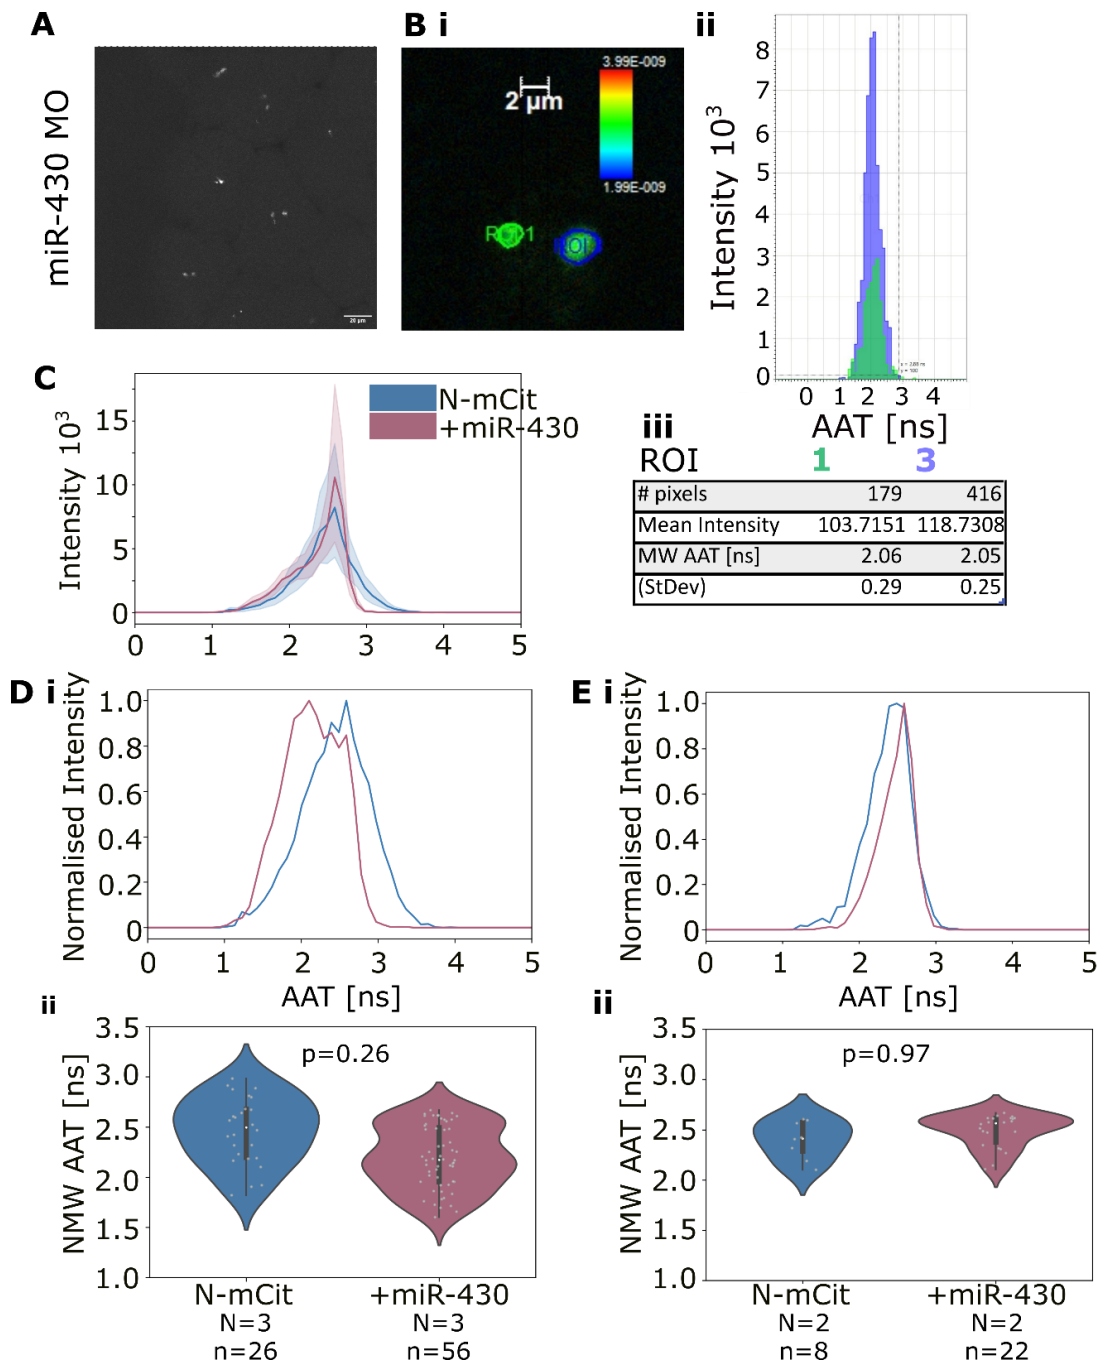 A
miR-430 MO
20 µm
B i
3.99E-009
2 µm
1.99E-009
ROI
ii
Intensity 10³
8
7
6
5
4
3
2
1
0
0 1 2 3 4
AAT [ns]
iii
ROI 1 3
# pixels 179 416
Mean Intensity 103.7151 118.7308
MW AAT [ns] 2.06 2.05
(StDev) 0.29 0.25
C
Intensity 10³
15
10
5
0
N-mCit
+miR-430
0 1 2 3 4 5
D i
Normalised Intensity
1.0
0.8
0.6
0.4
0.2
0
0 1 2 3 4 5
AAT [ns]
ii
NMW AAT [ns]
3.5
3.0
2.5
2.0
1.5
1.0
p=0.26
N-mCit +miR-430
N=3 N=3
n=26 n=56
E i
Normalised Intensity
1.0
0.8
0.6
0.4
0.2
0
0 1 2 3 4 5
AAT [ns]
ii
NMW AAT [ns]
3.5
3.0
2.5
2.0
1.5
1.0
p=0.97
N-mCit +miR-430
N=2 N=2
n=8 n=22